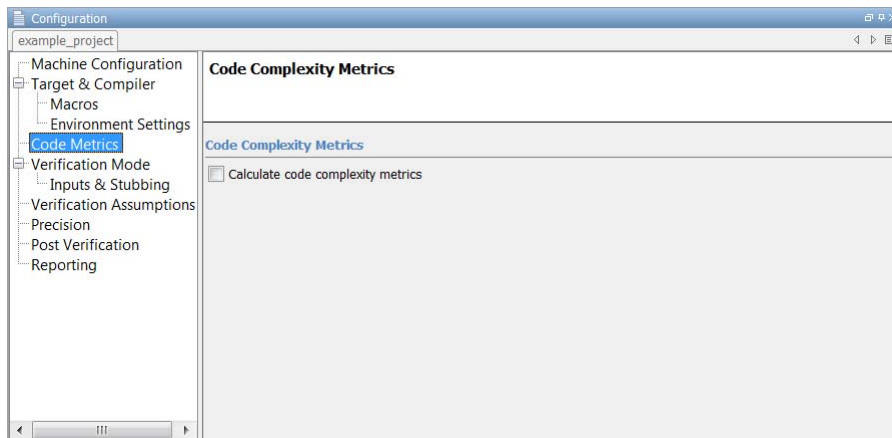 Configuration
example_project
Machine Configuration
Target & Compiler
Macros
Environment Settings
Code Metrics
Verification Mode
Inputs & Stubbing
Verification Assumptions
Precision
Post Verification
Reporting
Code Complexity Metrics
Code Complexity Metrics
Calculate code complexity metrics